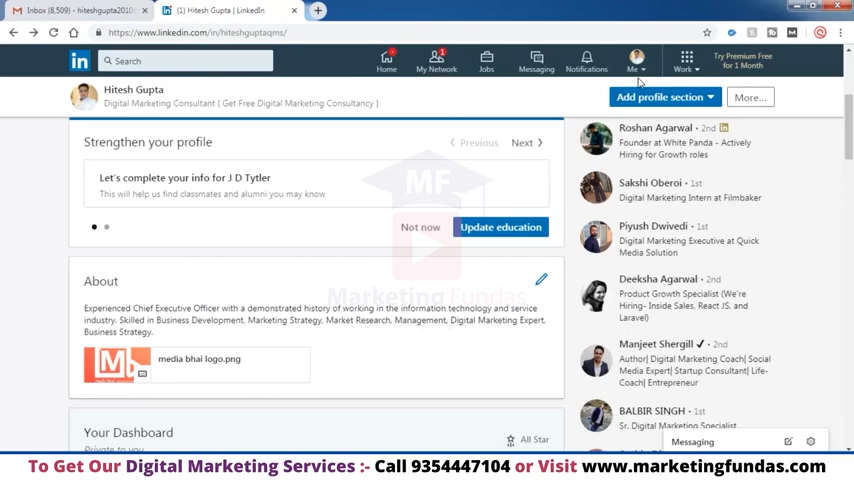 Inbox (8,509) - hiteshgupta2010@
(1) Hitesh Gupta | LinkedIn
https://www.linkedin.com/in/hiteshguptaqms/
in
Search
Home
My Network
1
Jobs
Messaging
Notifications
Me
Work
Try Premium Free
for 1 Month
Hitesh Gupta
Digital Marketing Consultant ( Get Free Digital Marketing Consultancy )
Add profile section
More...
Strengthen your profile
Previous
Next
Let's complete your info for J D Tytler
This will help us find classmates and alumni you may know
Not now
Update education
MF
Marketing Fundas
About
Experienced Chief Executive Officer with a demonstrated history of working in the information technology and service
industry. Skilled in Business Development, Marketing Strategy, Market Research, Management, Digital Marketing Expert,
Business Strategy.
media bhai logo.png
Your Dashboard
Private to you
All Star
Roshan Agarwal • 2nd in
Founder at White Panda - Actively
Hiring for Growth roles
Sakshi Oberoi • 1st
Digital Marketing Intern at Filmbaker
Piyush Dwivedi • 1st
Digital Marketing Executive at Quick
Media Solution
Deeksha Agarwal • 2nd
Product Growth Specialist (We're
Hiring- Inside Sales, React JS, and
Laravel)
Manjeet Shergill ✔ • 2nd
Author| Digital Marketing Coach| Social
Media Expert| Startup Consultant| Life-
Coach| Entrepreneur
BALBIR SINGH • 1st
Sr. Digital Marketing Specialist
Messaging
To Get Our Digital Marketing Services :- Call 9354447104 or Visit www.marketingfundas.com